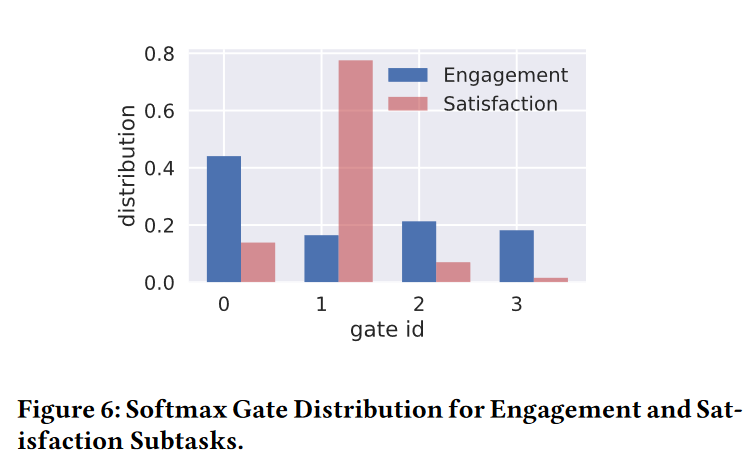 0.8
0.6
0.4
0.2
0.0
distribution
Engagement
Satisfaction
0 1 2 3
gate id
Figure 6: Softmax Gate Distribution for Engagement and Sat-
isfaction Subtasks.